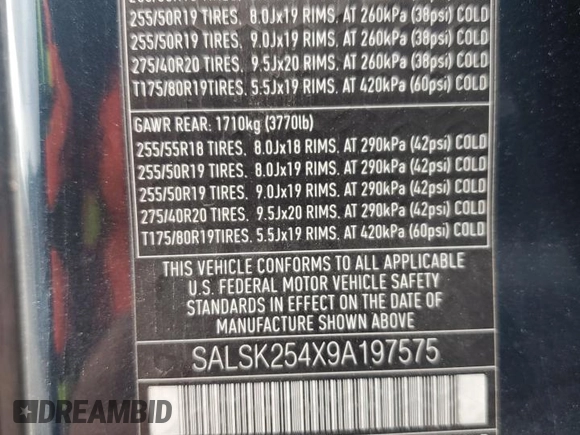 255/50R19 TIRES, 8.0Jx19 RIMS, AT 260kPa (38psi) COLD
255/50R19 TIRES, 9.0Jx19 RIMS, AT 260kPa (38psi) COLD
275/40R20 TIRES, 9.5Jx20 RIMS, AT 260kPa (38psi) COLD
T175/80R19TIRES, 5.5Jx19 RIMS, AT 420kPa (60psi) COLD
GAWR REAR: 1710kg (3770lb)
255/55R18 TIRES, 8.0Jx18 RIMS, AT 290kPa (42psi) COLD
255/50R19 TIRES, 8.0Jx19 RIMS, AT 290kPa (42psi) COLD
255/50R19 TIRES, 9.0Jx19 RIMS, AT 290kPa (42psi) COLD
275/40R20 TIRES, 9.5Jx20 RIMS, AT 290kPa (42psi) COLD
T175/80R19TIRES, 5.5Jx19 RIMS, AT 420kPa (60psi) COLD
THIS VEHICLE CONFORMS TO ALL APPLICABLE
U.S. FEDERAL MOTOR VEHICLE SAFETY
STANDARDS IN EFFECT ON THE DATE OF
MANUFACTURE SHOWN ABOVE
SALSK254X9A197575
DREAMBID